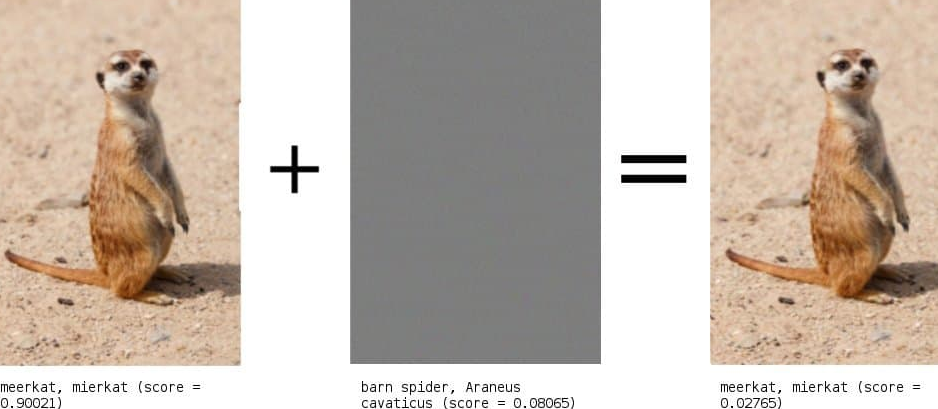 meerkat, mierkat (score =
0.90021)
barn spider, Araneus
cavaticus (score = 0.08065)
meerkat, mierkat (score =
0.02765)